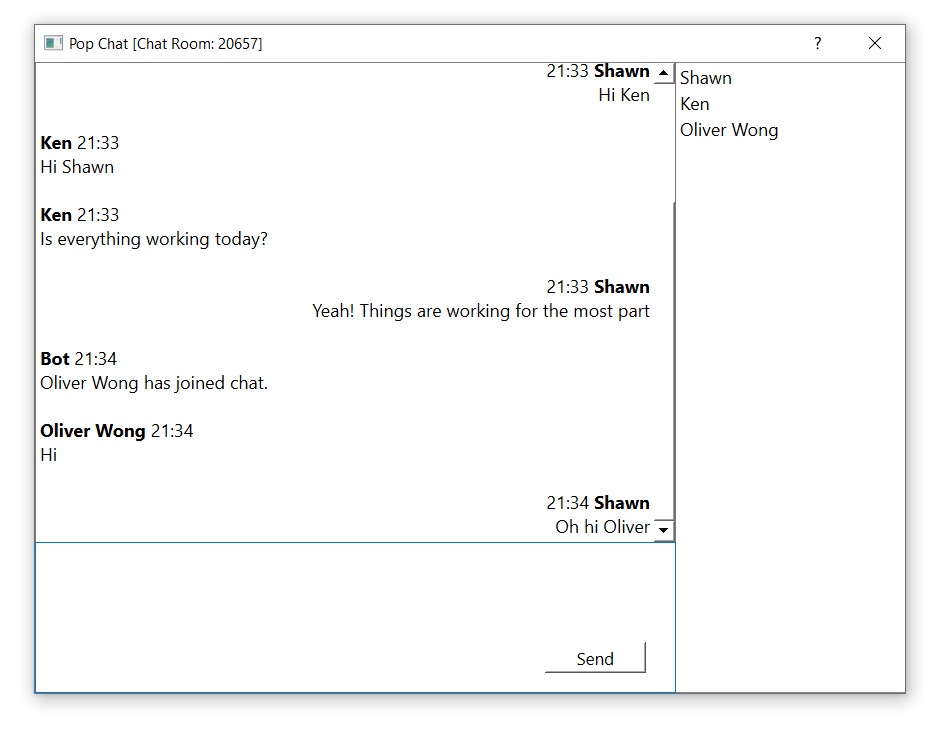 Pop Chat [Chat Room: 20657]
?
21:33 Shawn
Hi Ken
Ken 21:33
Hi Shawn
Ken 21:33
Is everything working today?
21:33 Shawn
Yeah! Things are working for the most part
Bot 21:34
Oliver Wong has joined chat.
Oliver Wong 21:34
Hi
21:34 Shawn
Oh hi Oliver
Send
Shawn
Ken
Oliver Wong